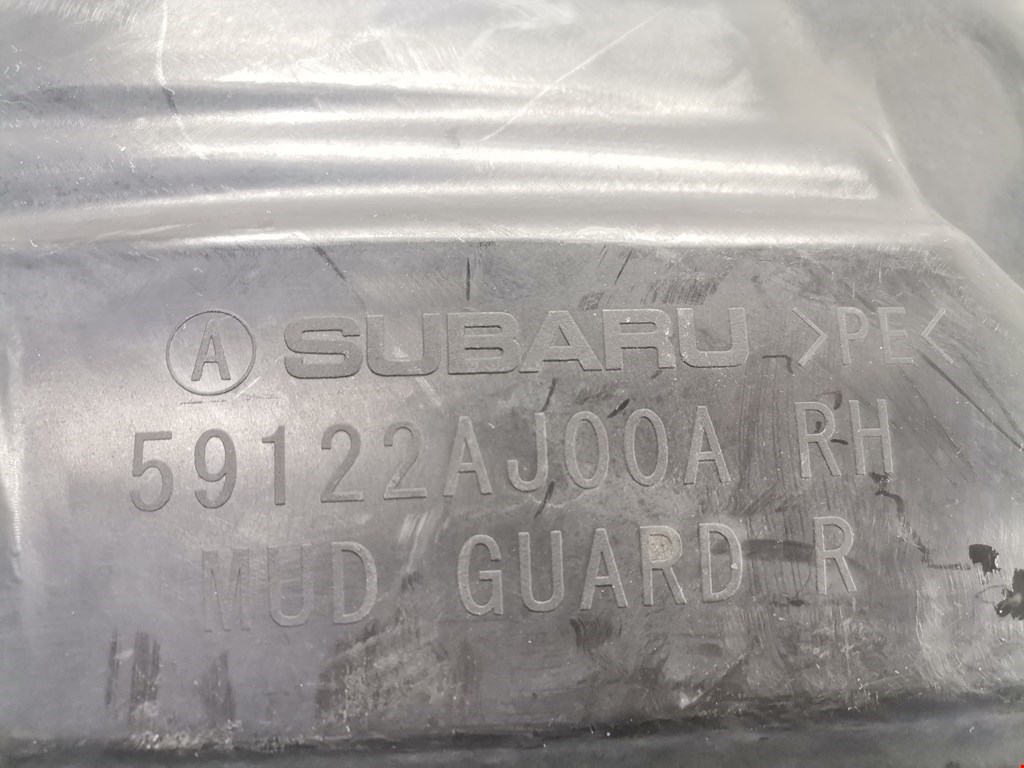 Ⓐ SUBARU >PE<
59122AJ00A RH
MUD GUARD R